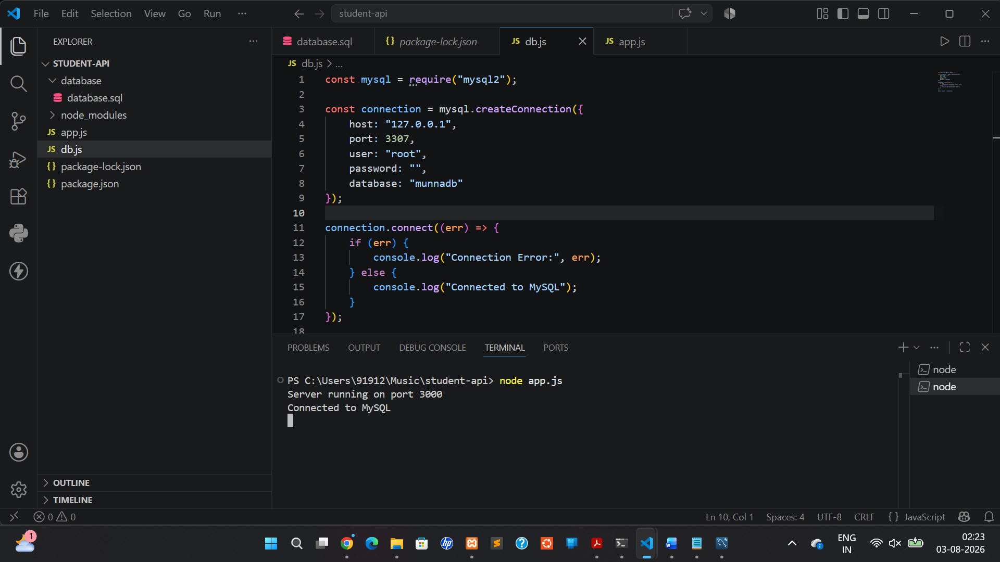 File Edit Selection View Go Run ...
student-api
EXPLORER
STUDENT-API
database
database.sql
node_modules
JS app.js
JS db.js
{} package-lock.json
{} package.json
OUTLINE
TIMELINE
database.sql {} package-lock.json JS db.js JS app.js
JS db.js > ...
1 const mysql = require("mysql2");
2
3 const connection = mysql.createConnection({
4 host: "127.0.0.1",
5 port: 3307,
6 user: "root",
7 password: "",
8 database: "munnadb"
9 });
10
11 connection.connect((err) => {
12 if (err) {
13 console.log("Connection Error:", err);
14 } else {
15 console.log("Connected to MySQL");
16 }
17 });
18
PROBLEMS OUTPUT DEBUG CONSOLE TERMINAL PORTS
PS C:\Users\91912\Music\student-api> node app.js
Server running on port 3000
Connected to MySQL
node
node
0 0
Ln 10, Col 1 Spaces: 4 UTF-8 CRLF {} JavaScript
1
hp
ENG
IN
02:23
03-08-2026